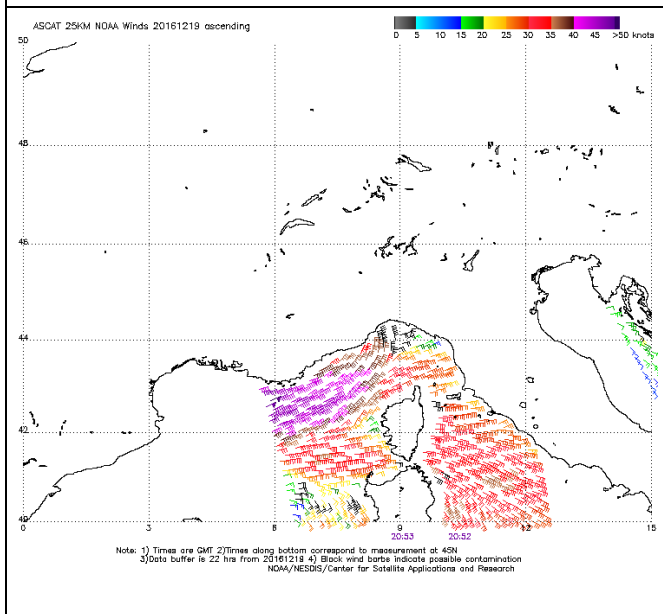 ASCAT 25KM NOAA Winds 20161219 ascending
0 5 10 15 20 25 30 35 40 45 >50 knots
50
48
46
44
42
40
0 3 6 9 12 15
20:53 20:52
Note: 1) Times are GMT 2)Times along bottom correspond to measurement at 45N
3)Data buffer is 22 hrs from 20161219 4) Black wind barbs indicate possible contamination
NOAA/NESDIS/Center for Satellite Applications and Research